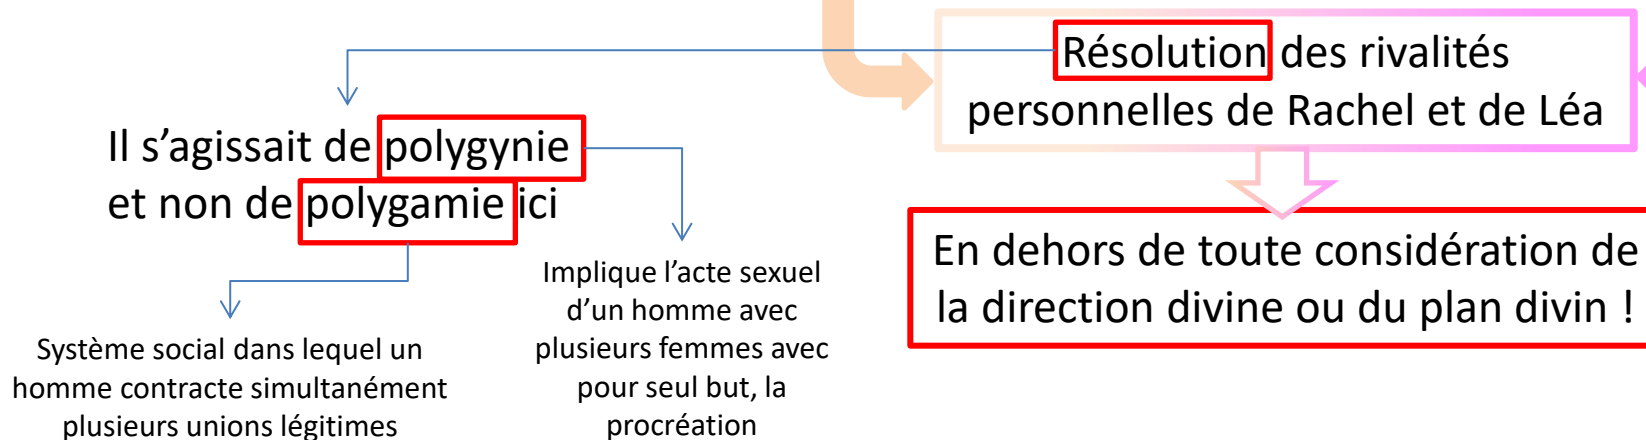 Résolution des rivalités
personnelles de Rachel et de Léa
Il s’agissait de polygynie
et non de polygamie ici
En dehors de toute considération de
la direction divine ou du plan divin !
Implique l’acte sexuel
d’un homme avec
plusieurs femmes avec
pour seul but, la
procréation
Système social dans lequel un
homme contracte simultanément
plusieurs unions légitimes